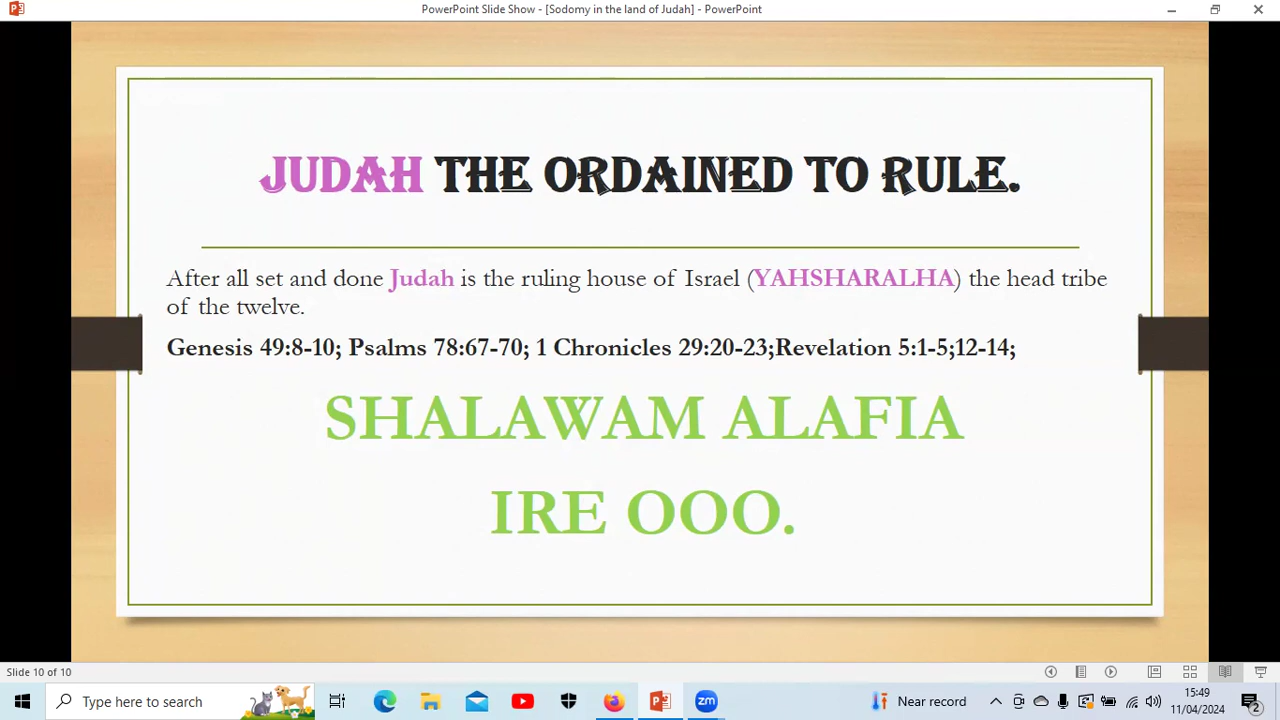 PowerPoint Slide Show - [Sodomy in the land of Judah] - PowerPoint
JUDAH THE ORDAINED TO RULE.
After all set and done Judah is the ruling house of Israel (YAHSHARALHA) the head tribe
of the twelve.
Genesis 49:8-10; Psalms 78:67-70; 1 Chronicles 29:20-23;Revelation 5:1-5;12-14;
SHALAWAM ALAFIA
IRE OOO.
Slide 10 of 10
Type here to search
zm
Near record
15:49
11/04/2024
2